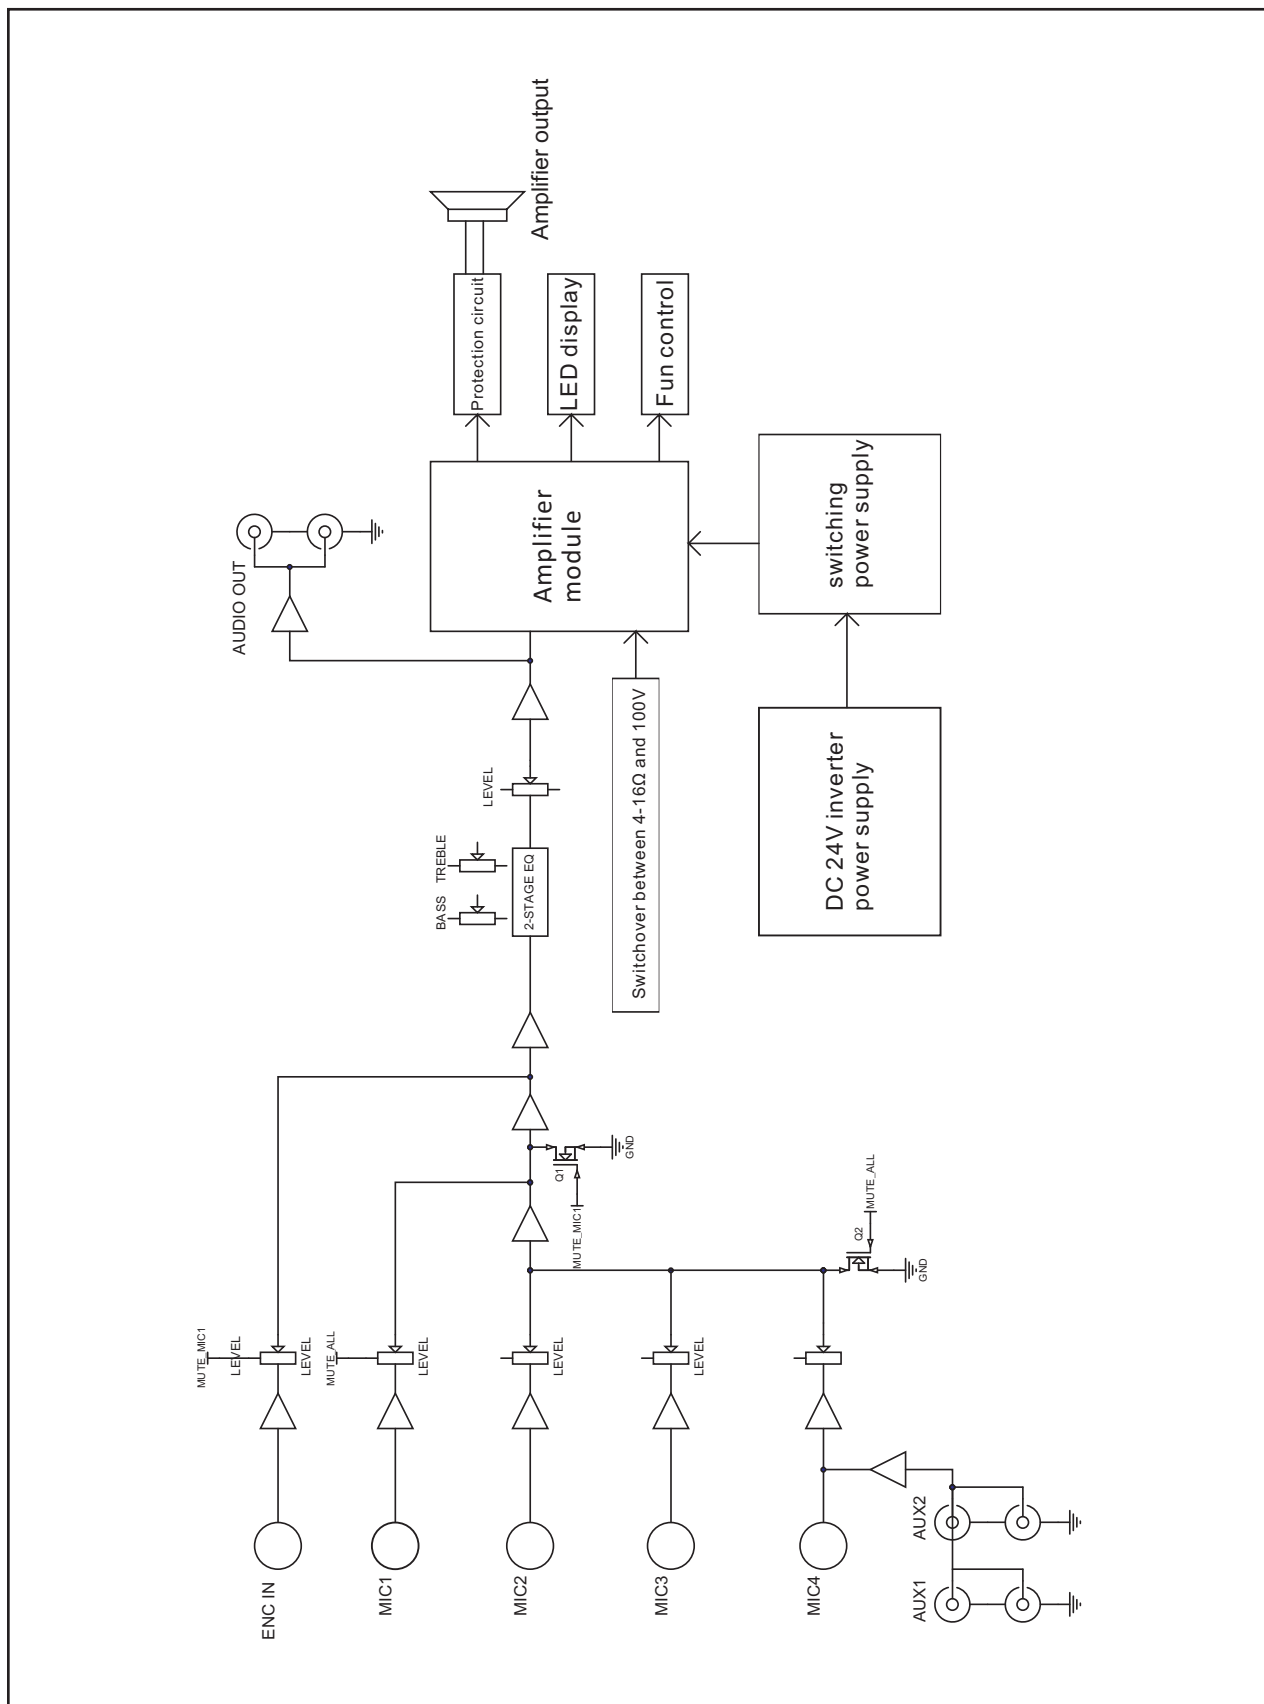 ENC IN
MUTE_MIC1
LEVEL
LEVEL
MIC1
MUTE_ALL
LEVEL
MIC2
LEVEL
MIC3
LEVEL
MIC4
AUX1
AUX2
MUTE_MIC1
Q1
GND
Q2
MUTE_ALL
GND
BASS
TREBLE
2-STAGE EQ
LEVEL
AUDIO OUT
Switchover between 4-16Ω and 100V
Amplifier
module
Protection circuit
LED display
Fun control
Amplifier output
DC 24V inverter
power supply
switching
power supply